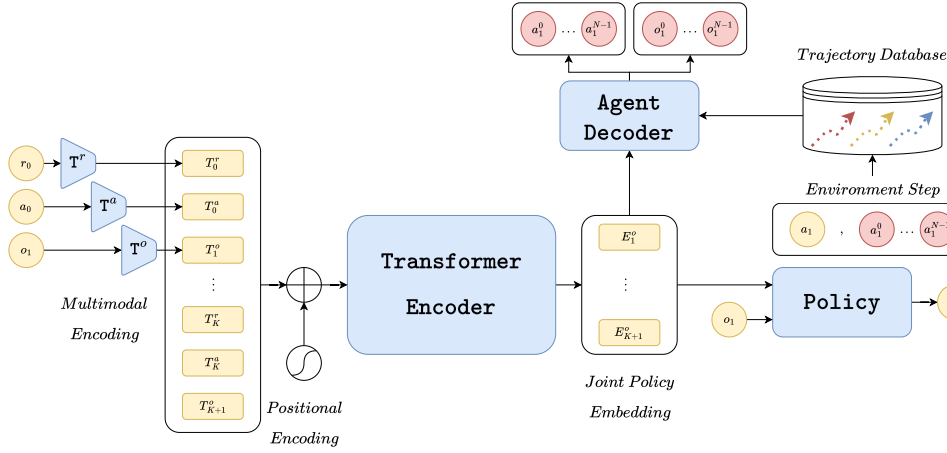 a_1^0 … a_1^{N-1}
o_1^0 … o_1^{N-1}
Trajectory Database
Agent
Decoder
r_0
T^r
T_0^r
a_0
T^a
T_0^a
o_1
T^o
T_1^o
⋮
T_K^r
T_K^a
T_{K+1}^o
Multimodal
Encoding
Positional
Encoding
Transformer
Encoder
E_1^o
⋮
E_{K+1}^o
Joint Policy
Embedding
Environment Step
a_1 , a_1^0 … a_1^{N-1}
o_1
Policy